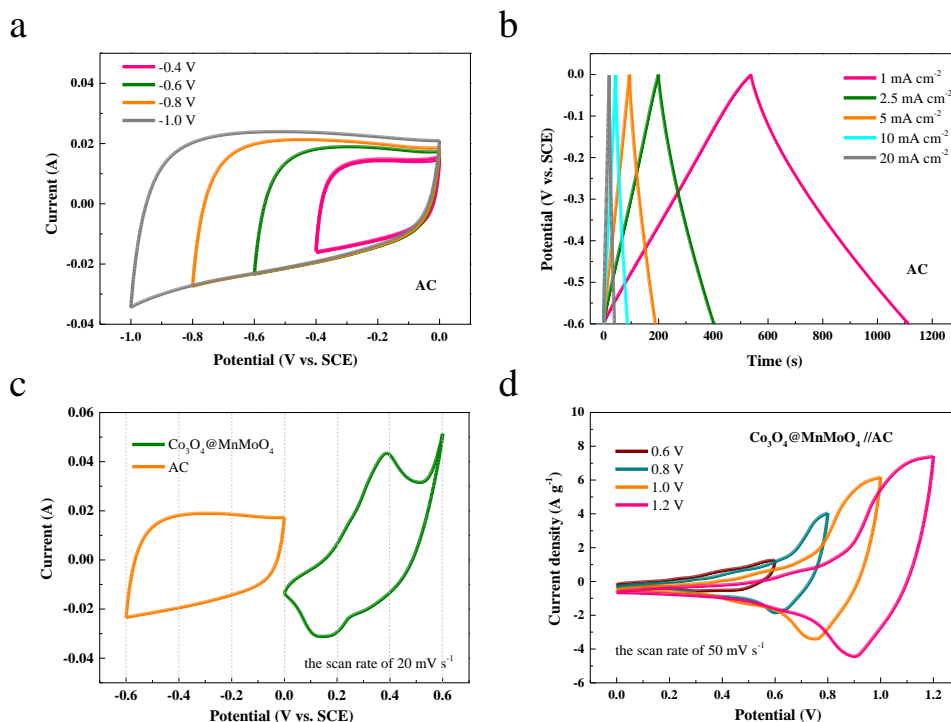 a
0.04
0.02
0.00
-0.02
-0.04
Current (A)
-0.4 V
-0.6 V
-0.8 V
-1.0 V
AC
-1.0 -0.8 -0.6 -0.4 -0.2 0.0
Potential (V vs. SCE)
b
0.0
-0.1
-0.2
-0.3
-0.4
-0.5
-0.6
Potential (V vs. SCE)
1 mA cm⁻²
2.5 mA cm⁻²
5 mA cm⁻²
10 mA cm⁻²
20 mA cm⁻²
AC
0 200 400 600 800 1000 1200
Time (s)
c
0.06
0.04
0.02
0.00
-0.02
-0.04
Current (A)
Co₃O₄@MnMoO₄
AC
the scan rate of 20 mV s⁻¹
-0.6 -0.4 -0.2 0.0 0.2 0.4 0.6
Potential (V vs. SCE)
d
10
8
6
4
2
0
-2
-4
-6
Current density (A g⁻¹)
Co₃O₄@MnMoO₄ //AC
0.6 V
0.8 V
1.0 V
1.2 V
the scan rate of 50 mV s⁻¹
0.0 0.2 0.4 0.6 0.8 1.0 1.2
Potential (V)